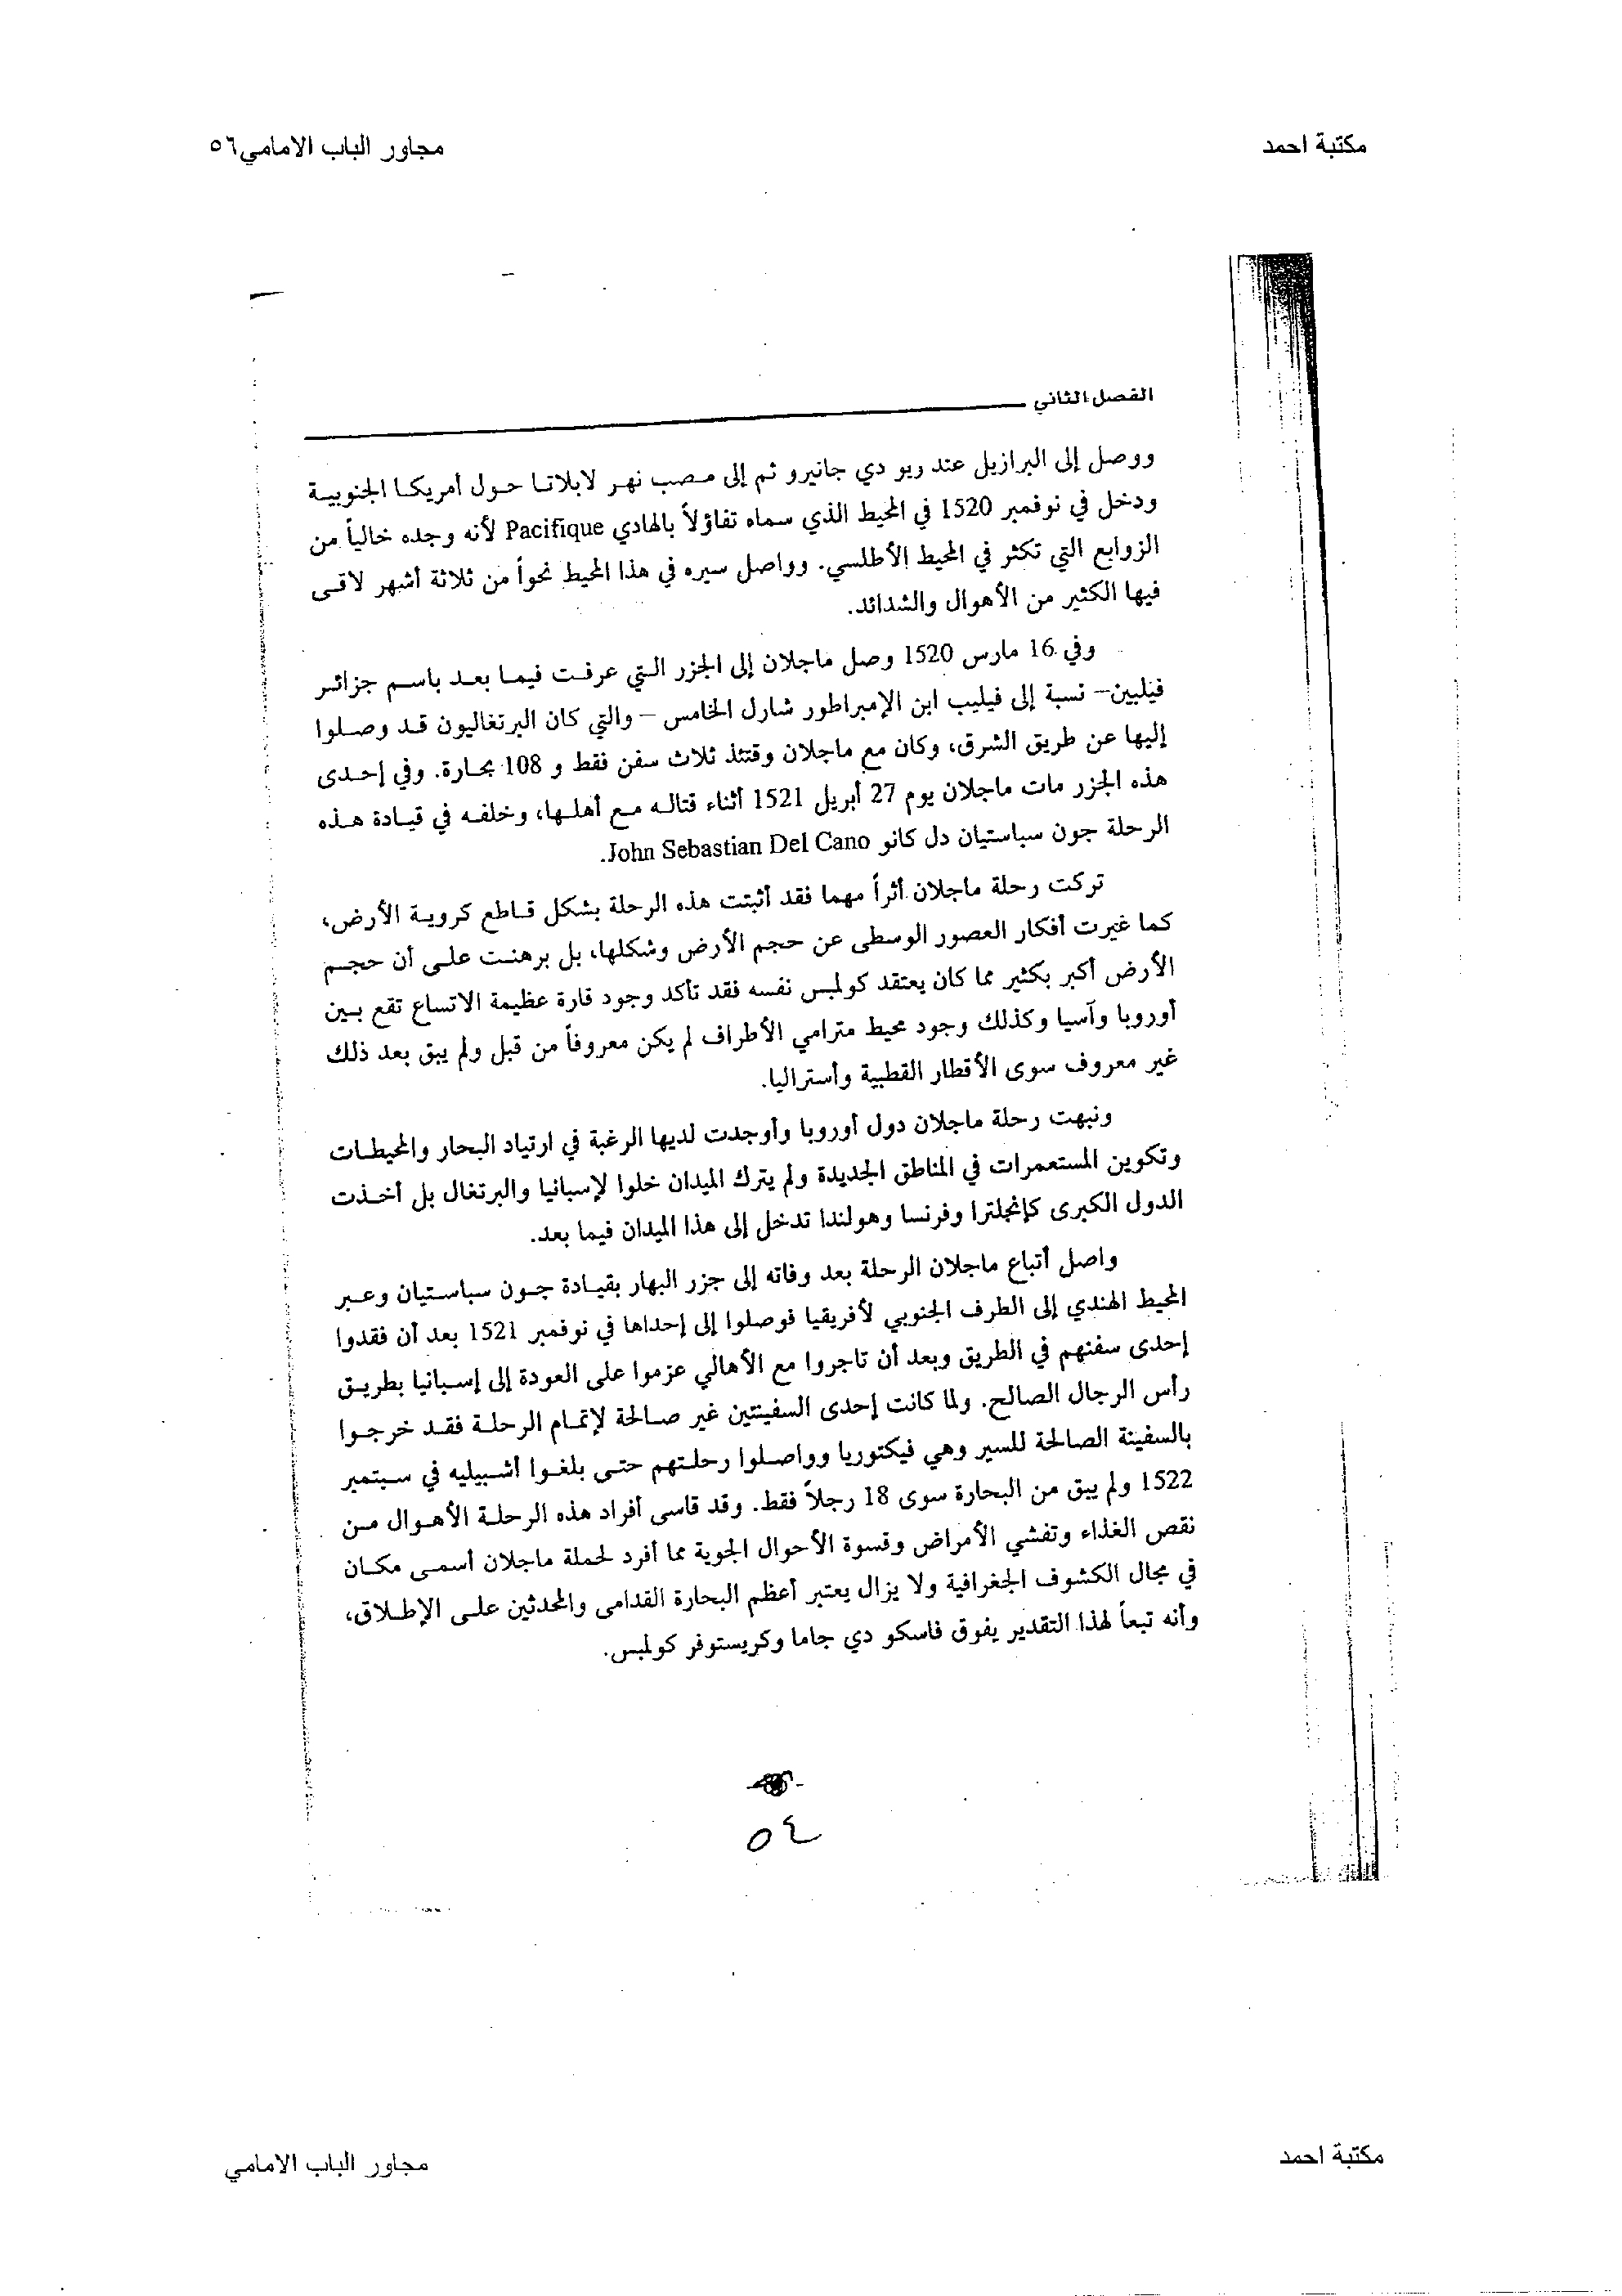 مكتبة احمد
مجاور الباب الامامي٥٦
الفصل الثاني
ووصل إلى البرازيل عند ريو دي جانيرو ثم إلى مصب نهر لابلاتا حول أمريكا الجنوبية
ودخل في نوفمبر 1520 في المحيط الذي سماه تفاؤلاً بالهادي Pacifique لأنه وجده خالياً من
الزوابع التي تكثر في المحيط الأطلسي. وواصل سيره في هذا المحيط نحواً من ثلاثة أشهر لاقى
فيها الكثير من الأهوال والشدائد.
وفي 16 مارس 1520 وصل ماجلان إلى الجزر التي عرفت فيما بعد باسم جزائر
فيليبين– نسبة إلى فيليب ابن الإمبراطور شارل الخامس – والتي كان البرتغاليون قد وصلوا
إليها عن طريق الشرق، وكان مع ماجلان وقتئذ ثلاث سفن فقط و 108 بحارة. وفي إحدى
هذه الجزر مات ماجلان يوم 27 أبريل 1521 أثناء قتاله مع أهلها، وخلفه في قيادة هذه
الرحلة جون سباستيان دل كانو John Sebastian Del Cano.
تركت رحلة ماجلان أثراً مهما فقد أثبتت هذه الرحلة بشكل قاطع كروية الأرض،
كما غيرت أفكار العصور الوسطى عن حجم الأرض وشكلها، بل برهنت على أن حجم
الأرض أكبر بكثير مما كان يعتقد كولمبس نفسه فقد تأكد وجود قارة عظيمة الاتساع تقع بين
أوروبا وآسيا وكذلك وجود محيط مترامي الأطراف لم يكن معروفاً من قبل ولم يبق بعد ذلك
غير معروف سوى الأقطار القطبية وأستراليا.
ونبهت رحلة ماجلان دول أوروبا وأوجدت لديها الرغبة في ارتياد البحار والمحيطات
وتكوين المستعمرات في المناطق الجديدة ولم يترك الميدان خلوا لإسبانيا والبرتغال بل أخذت
الدول الكبرى كإنجلترا وفرنسا وهولندا تدخل إلى هذا الميدان فيما بعد.
واصل أتباع ماجلان الرحلة بعد وفاته إلى جزر البهار بقيادة جون سباستيان وعبر
المحيط الهندي إلى الطرف الجنوبي لأفريقيا فوصلوا إلى إحداها في نوفمبر 1521 بعد أن فقدوا
إحدى سفنهم في الطريق وبعد أن تاجروا مع الأهالي عزموا على العودة إلى إسبانيا بطريق
رأس الرجال الصالح. ولما كانت إحدى السفينتين غير صالحة لإتمام الرحلة فقد خرجوا
بالسفينة الصالحة للسير وهي فيكتوريا وواصلوا رحلتهم حتى بلغوا أشبيليه في سبتمبر
1522 ولم يبق من البحارة سوى 18 رجلاً فقط. وقد قاسى أفراد هذه الرحلة الأهوال من
نقص الغذاء وتفشي الأمراض وقسوة الأحوال الجوية مما أفرد لحملة ماجلان أسمى مكان
في مجال الكشوف الجغرافية ولا يزال يعتبر أعظم البحارة القدامى والمحدثين على الإطلاق،
وأنه تبعاً لهذا التقدير يفوق فاسكو دي جاما وكريستوفر كولمبس.
٥٤
مكتبة احمد
مجاور الباب الامامي